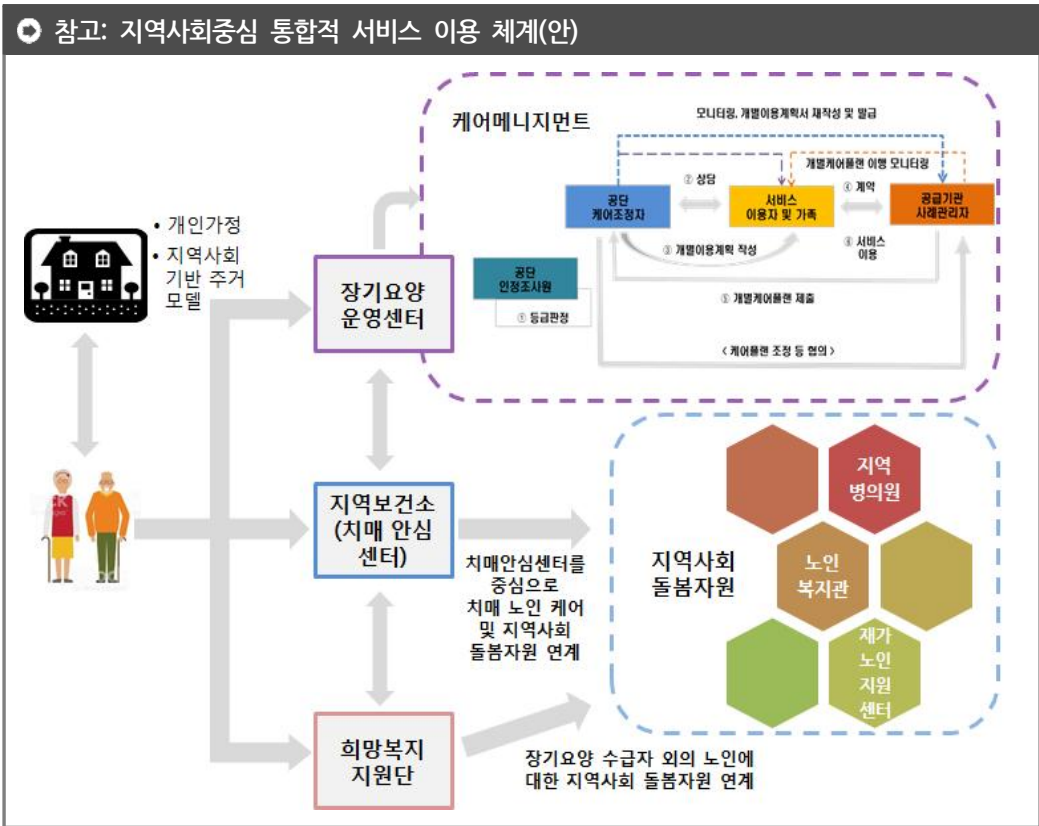 참고: 지역사회중심 통합적 서비스 이용 체계(안)
케어메니지먼트
모니터링, 개별이용계획서 재작성 및 발급
개별케어플랜 이행 모니터링
공단
케어조정자
② 상담
서비스
이용자 및 가족
④ 계약
공급기관
사례관리자
③ 개별이용계획 작성
⑥ 서비스
이용
공단
인정조사원
① 등급판정
⑤ 개별케어플랜 제출
< 케어플랜 조정 등 협의 >
• 개인가정
• 지역사회
기반 주거
모델
장기요양
운영센터
지역보건소
(치매 안심
센터)
치매안심센터를
중심으로
치매 노인 케어
및 지역사회
돌봄자원 연계
지역사회
돌봄자원
지역
병의원
노인
복지관
재가
노인
지원
센터
희망복지
지원단
장기요양 수급자 외의 노인에
대한 지역사회 돌봄자원 연계